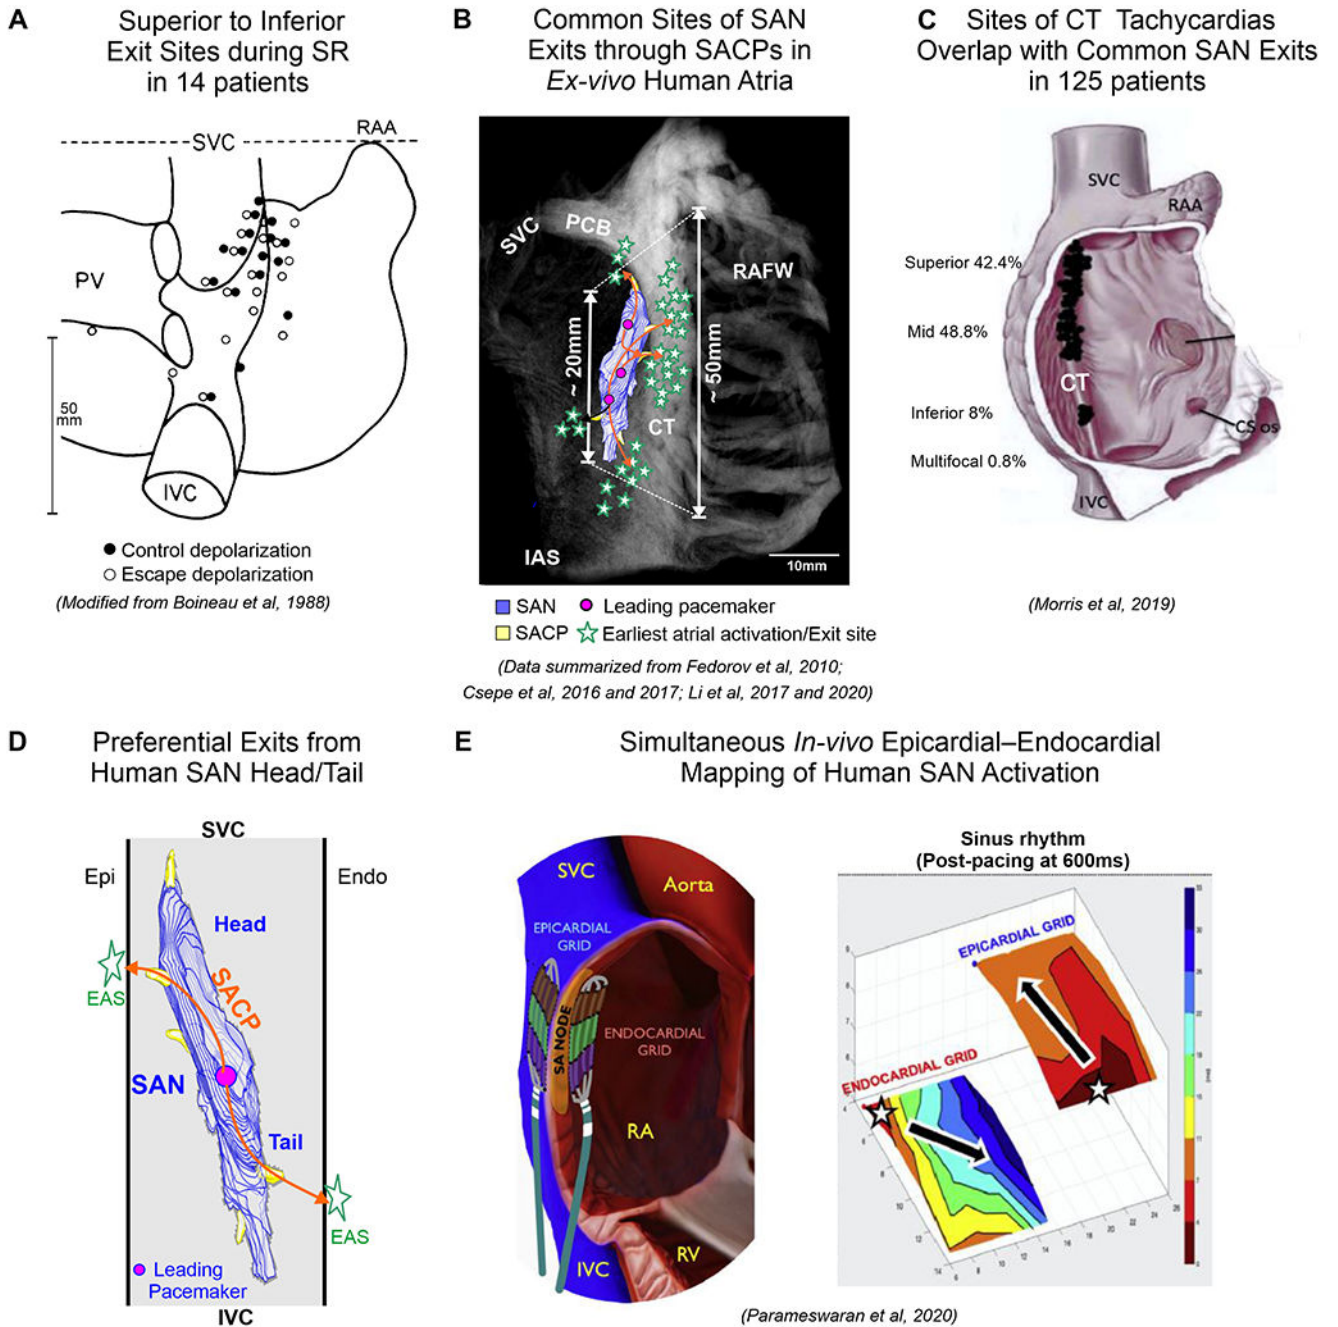 A
Superior to Inferior
Exit Sites during SR
in 14 patients
SVC
RAA
PV
50
mm
IVC
Control depolarization
Escape depolarization
(Modified from Boineau et al, 1988)
B
Common Sites of SAN
Exits through SACPs in
Ex-vivo Human Atria
SVC
PCB
RAFW
~ 20mm
~ 50mm
CT
IAS
10mm
SAN
Leading pacemaker
SACP
Earliest atrial activation/Exit site
(Data summarized from Fedorov et al, 2010;
Csepe et al, 2016 and 2017; Li et al, 2017 and 2020)
C
Sites of CT Tachycardias
Overlap with Common SAN Exits
in 125 patients
SVC
RAA
Superior 42.4%
Mid 48.8%
CT
Inferior 8%
CS os
Multifocal 0.8%
IVC
(Morris et al, 2019)
D
Preferential Exits from
Human SAN Head/Tail
SVC
Epi
Endo
Head
SACP
EAS
SAN
Tail
EAS
Leading
Pacemaker
IVC
E
Simultaneous In-vivo Epicardial–Endocardial
Mapping of Human SAN Activation
SVC
Aorta
EPICARDIAL
GRID
SA NODE
ENDOCARDIAL
GRID
RA
RV
IVC
Sinus rhythm
(Post-pacing at 600ms)
EPICARDIAL GRID
ENDOCARDIAL GRID
(Parameswaran et al, 2020)